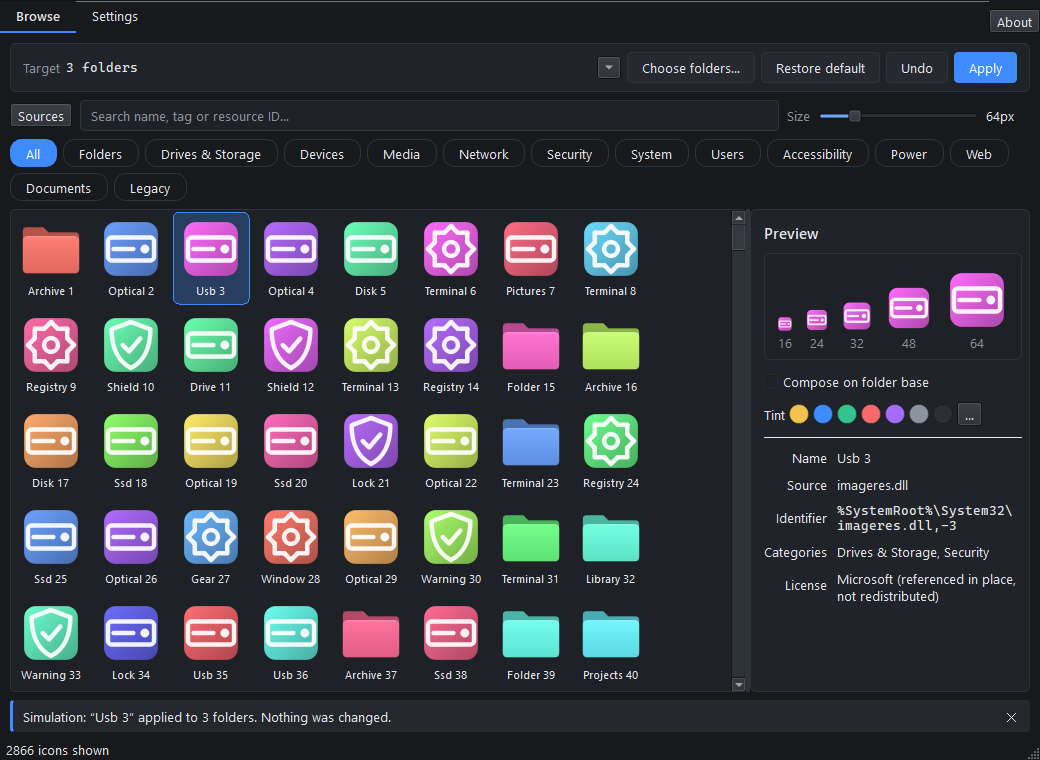 Browse Settings
About
Target 3 folders Choose folders... Restore default Undo Apply
Sources Search name, tag or resource ID... Size 64px
All Folders Drives & Storage Devices Media Network Security System Users Accessibility Power Web
Documents Legacy
Archive 1 Optical 2 Usb 3 Optical 4 Disk 5 Terminal 6 Pictures 7 Terminal 8
Registry 9 Shield 10 Drive 11 Shield 12 Terminal 13 Registry 14 Folder 15 Archive 16
Disk 17 Ssd 18 Optical 19 Ssd 20 Lock 21 Optical 22 Terminal 23 Registry 24
Ssd 25 Optical 26 Gear 27 Window 28 Optical 29 Warning 30 Terminal 31 Library 32
Warning 33 Lock 34 Usb 35 Usb 36 Archive 37 Ssd 38 Folder 39 Projects 40
Preview
16 24 32 48 64
Compose on folder base
Tint ...
Name Usb 3
Source imageres.dll
Identifier %SystemRoot%\System32\
imageres.dll,-3
Categories Drives & Storage, Security
License Microsoft (referenced in place,
not redistributed)
Simulation: “Usb 3” applied to 3 folders. Nothing was changed.
2866 icons shown